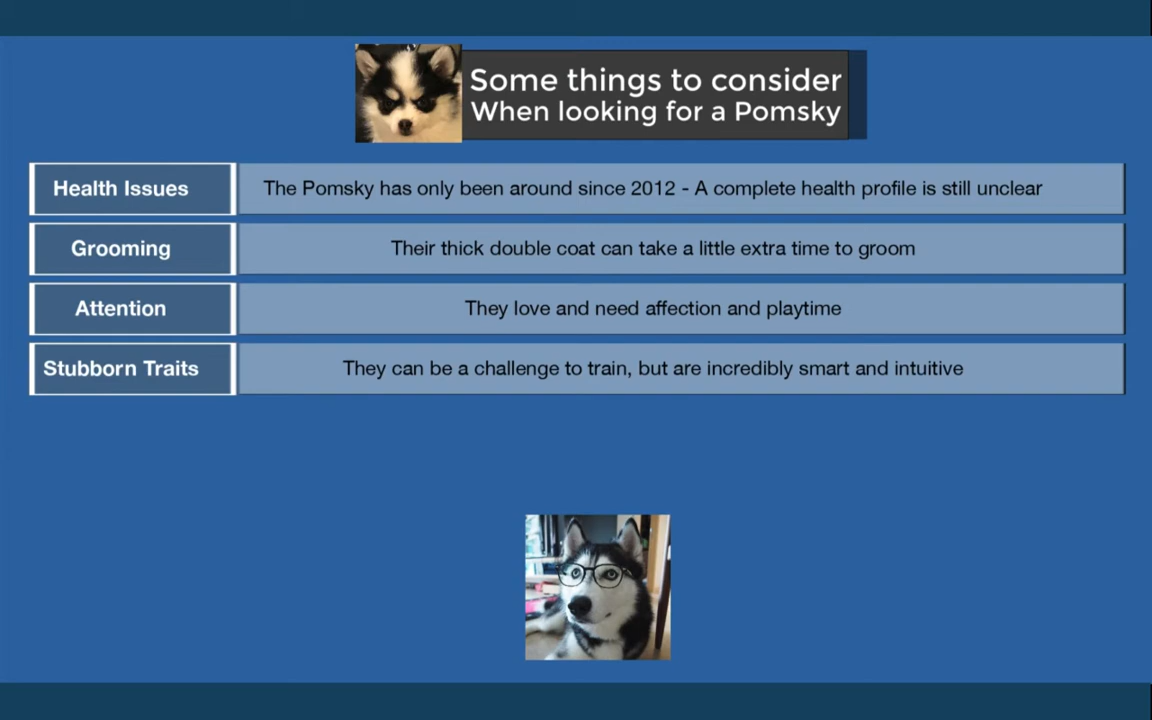 Some things to consider
When looking for a Pomsky
Health Issues
The Pomsky has only been around since 2012 - A complete health profile is still unclear
Grooming
Their thick double coat can take a little extra time to groom
Attention
They love and need affection and playtime
Stubborn Traits
They can be a challenge to train, but are incredibly smart and intuitive